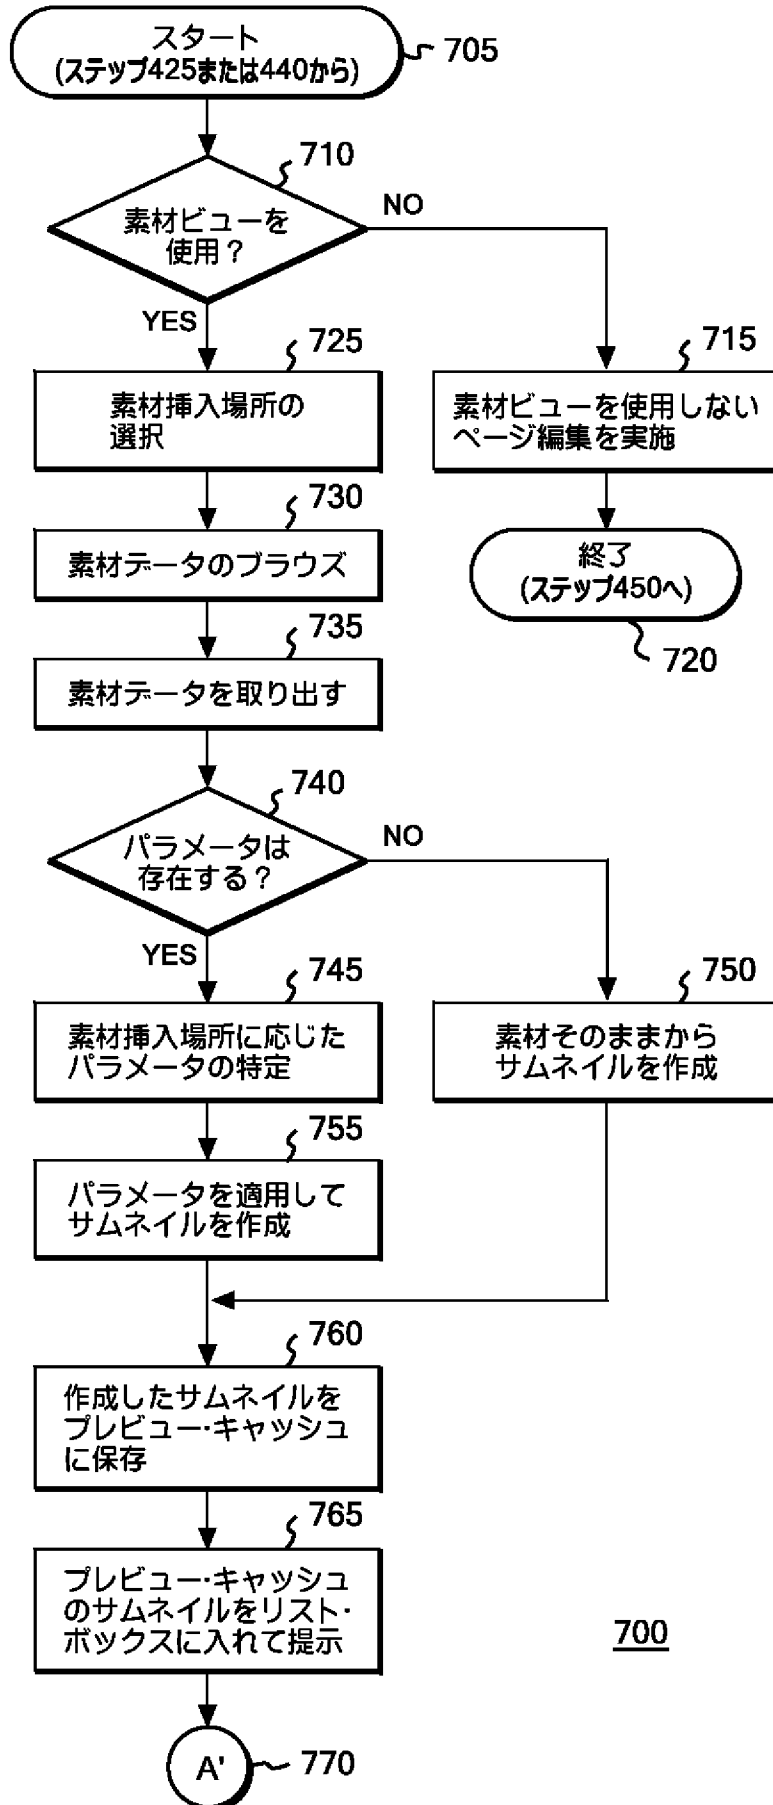 スタート
(ステップ425または440から)
705
710
素材ビューを
使用？
NO
YES
725
素材挿入場所の
選択
715
素材ビューを使用しない
ページ編集を実施
730
素材データのブラウズ
終了
(ステップ450へ)
720
735
素材データを取り出す
740
パラメータは
存在する？
NO
YES
745
素材挿入場所に応じた
パラメータの特定
750
素材そのままから
サムネイルを作成
755
パラメータを適用して
サムネイルを作成
760
作成したサムネイルを
プレビュー・キャッシュ
に保存
765
プレビュー・キャッシュ
のサムネイルをリスト・
ボックスに入れて提示
700
A'
770